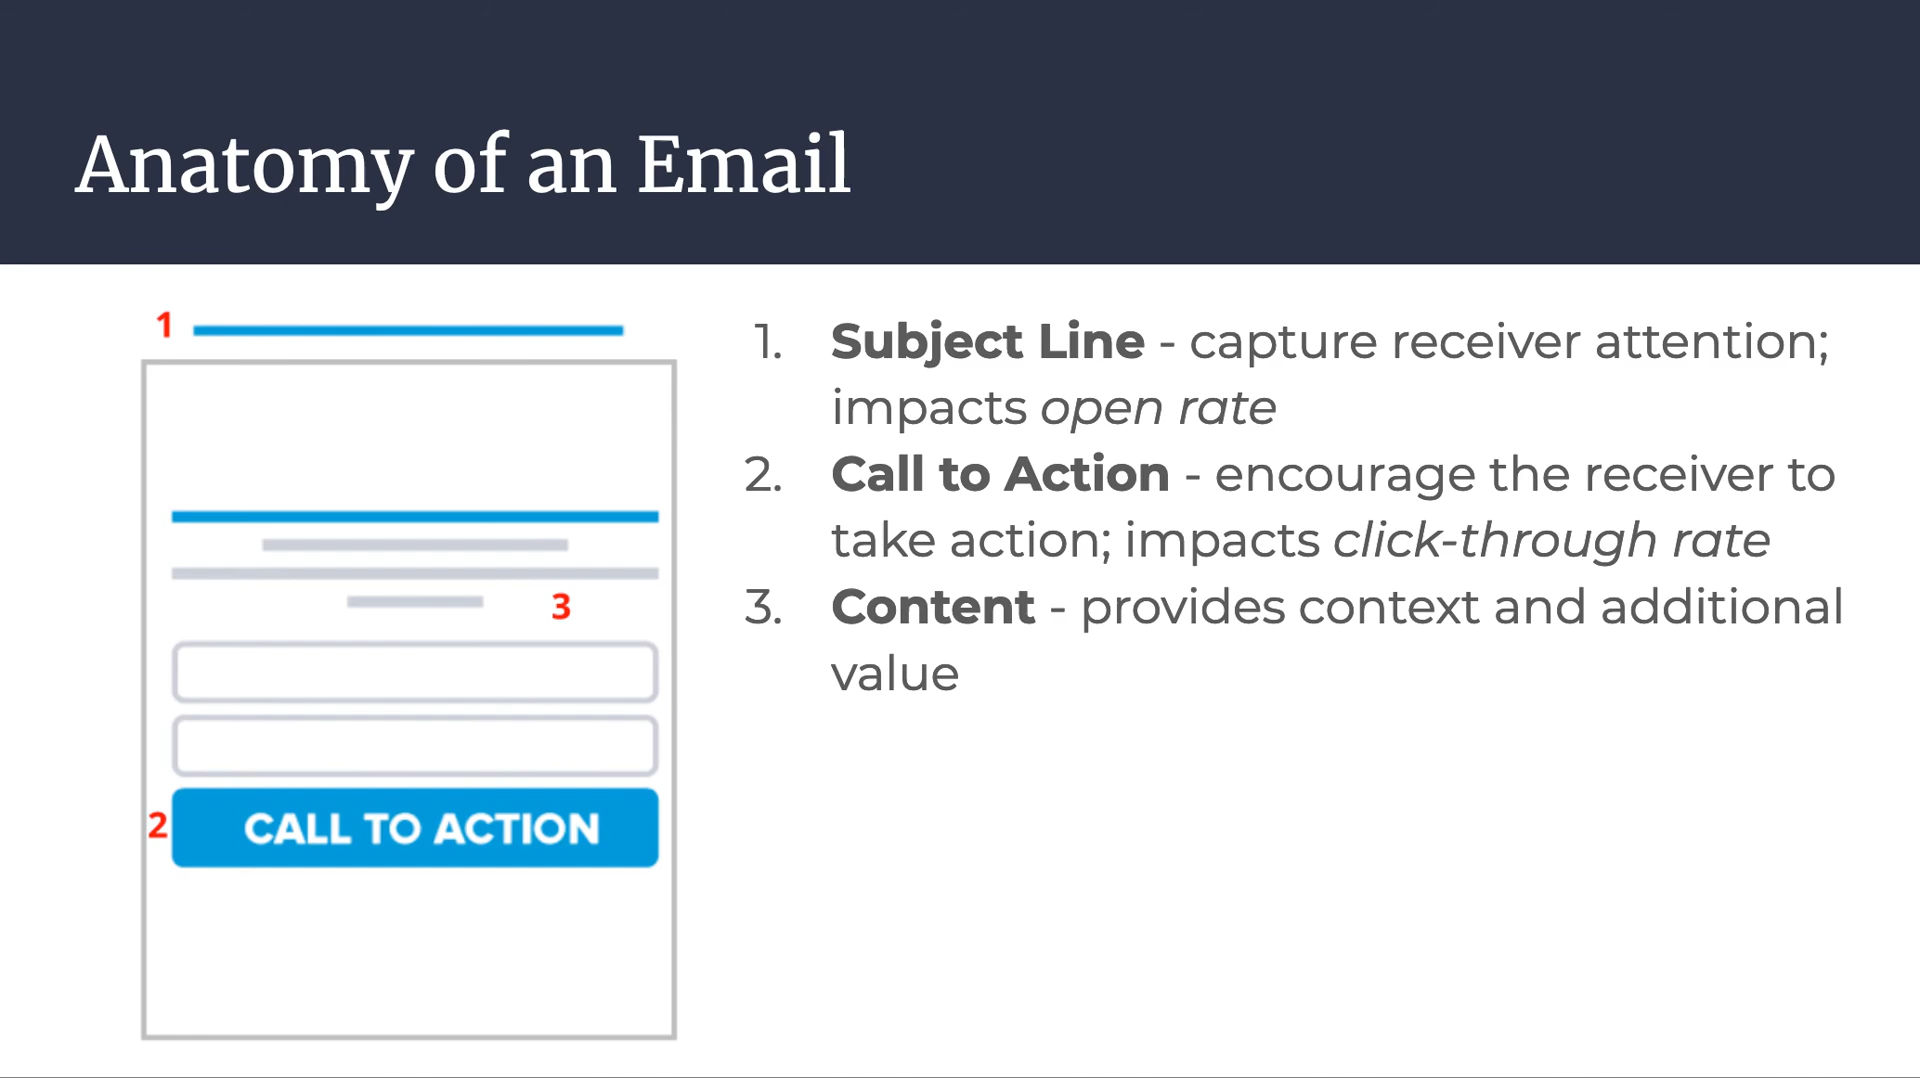 Anatomy of an Email
1
3
2
CALL TO ACTION
1. Subject Line - capture receiver attention;
impacts open rate
2. Call to Action - encourage the receiver to
take action; impacts click-through rate
3. Content - provides context and additional
value